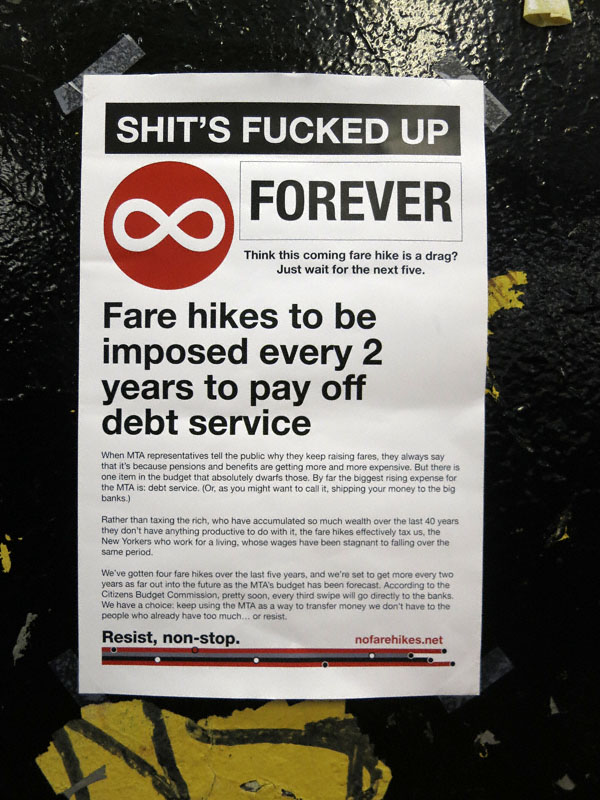 SHIT'S FUCKED UP
FOREVER
Think this coming fare hike is a drag?
Just wait for the next five.
Fare hikes to be
imposed every 2
years to pay off
debt service
When MTA representatives tell the public why they keep raising fares, they always say
that it's because pensions and benefits are getting more and more expensive. But there is
one item in the budget that absolutely dwarfs those. By far the biggest rising expense for
the MTA is: debt service. (Or, as you might want to call it, shipping your money to the big
banks.)
Rather than taxing the rich, who have accumulated so much wealth over the last 40 years
they don't have anything productive to do with it, the fare hikes effectively tax us, the
New Yorkers who work for a living, whose wages have been stagnant to falling over the
same period.
We've gotten four fare hikes over the last five years, and we're set to get more every two
years as far out into the future as the MTA's budget has been forecast. According to the
Citizens Budget Commission, pretty soon, every third swipe will go directly to the banks.
We have a choice: keep using the MTA as a way to transfer money we don't have to the
people who already have too much... or resist.
Resist, non-stop.
nofarehikes.net